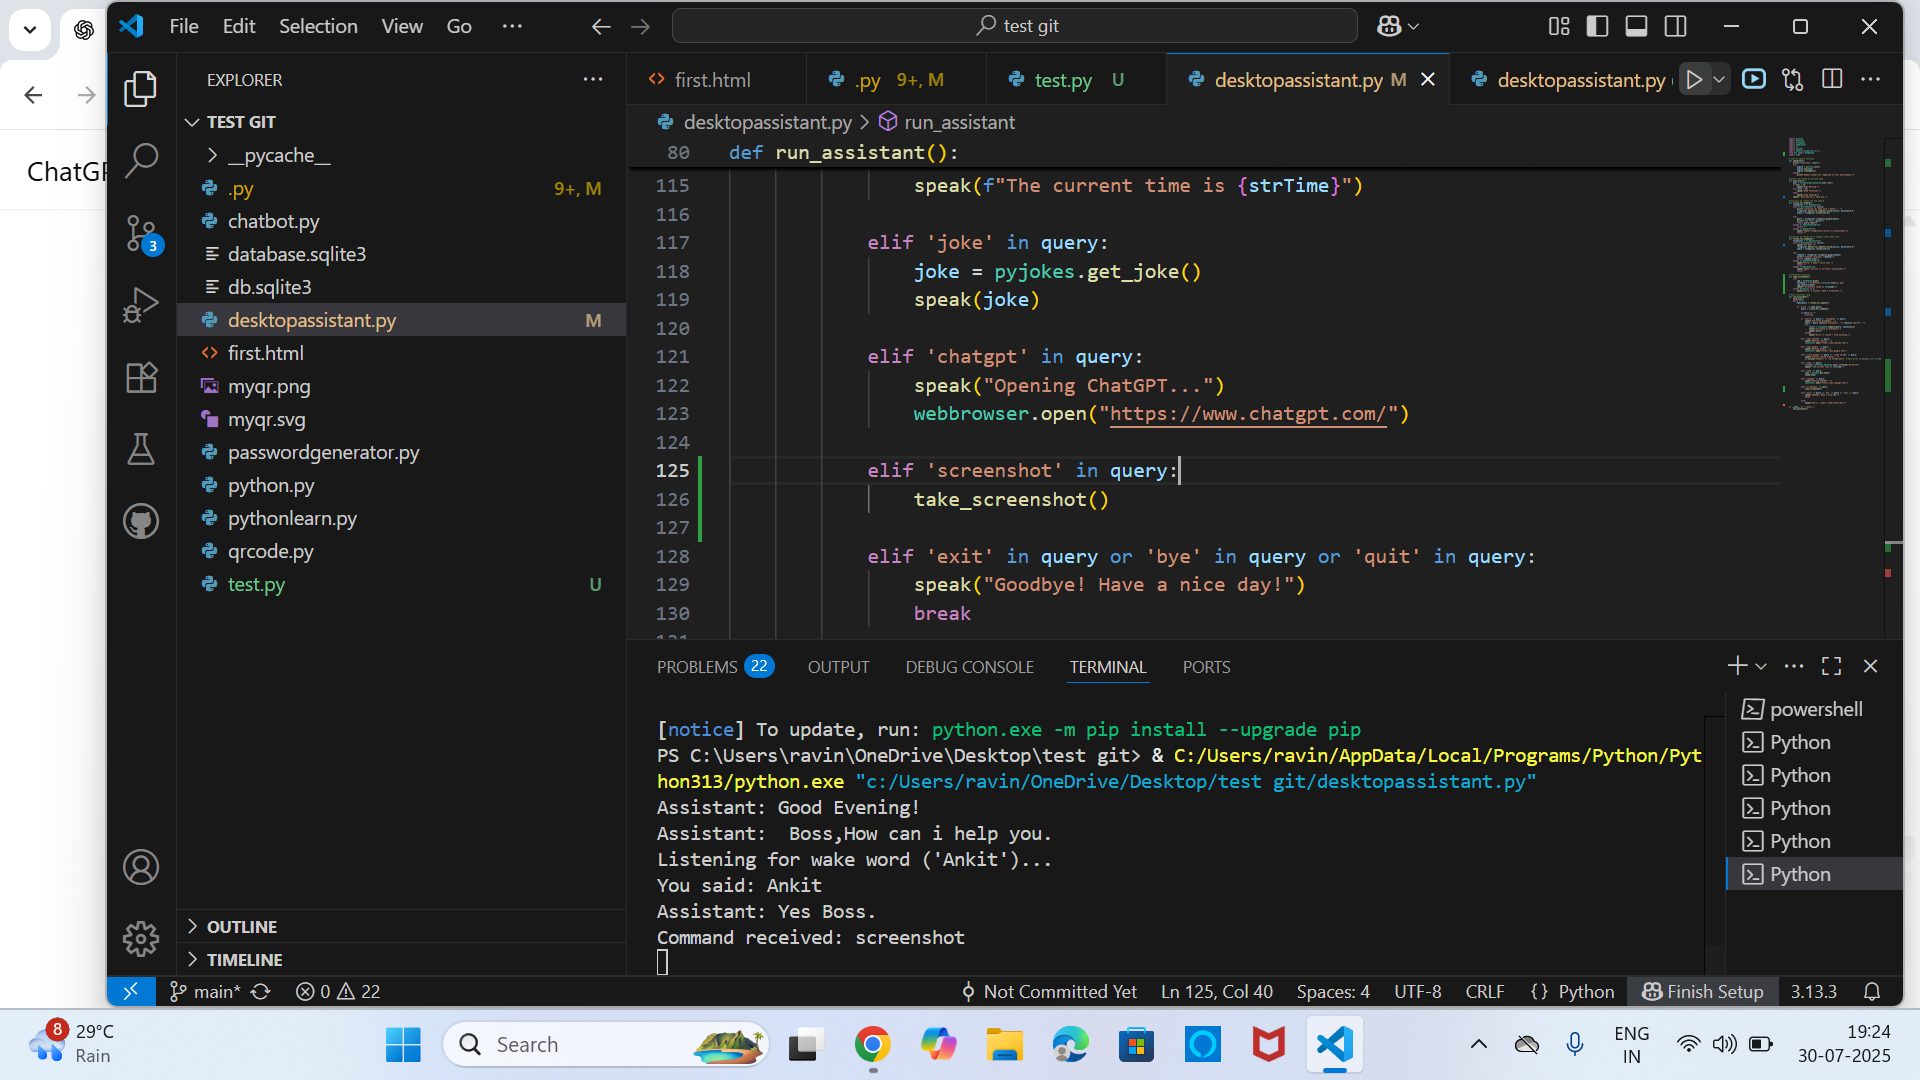 File Edit Selection View Go ···
test git
ChatGP
EXPLORER
TEST GIT
__pycache__
.py 9+, M
chatbot.py
database.sqlite3
db.sqlite3
desktopassistant.py M
first.html
myqr.png
myqr.svg
passwordgenerator.py
python.py
pythonlearn.py
qrcode.py
test.py U
OUTLINE
TIMELINE
3
first.html
.py 9+, M
test.py U
desktopassistant.py M
desktopassistant.py
desktopassistant.py > run_assistant
80 def run_assistant():
115 speak(f"The current time is {strTime}")
116
117 elif 'joke' in query:
118 joke = pyjokes.get_joke()
119 speak(joke)
120
121 elif 'chatgpt' in query:
122 speak("Opening ChatGPT...")
123 webbrowser.open("https://www.chatgpt.com/")
124
125 elif 'screenshot' in query:
126 take_screenshot()
127
128 elif 'exit' in query or 'bye' in query or 'quit' in query:
129 speak("Goodbye! Have a nice day!")
130 break
PROBLEMS 22 OUTPUT DEBUG CONSOLE TERMINAL PORTS
[notice] To update, run: python.exe -m pip install --upgrade pip
PS C:\Users\ravin\OneDrive\Desktop\test git> & C:/Users/ravin/AppData/Local/Programs/Python/Pyt
hon313/python.exe "c:/Users/ravin/OneDrive/Desktop/test git/desktopassistant.py"
Assistant: Good Evening!
Assistant:  Boss,How can i help you.
Listening for wake word ('Ankit')...
You said: Ankit
Assistant: Yes Boss.
Command received: screenshot
powershell
Python
Python
Python
Python
Python
main* 0 22 Not Committed Yet Ln 125, Col 40 Spaces: 4 UTF-8 CRLF {} Python Finish Setup 3.13.3
8
29°C
Rain
Search
ENG
IN
19:24
30-07-2025